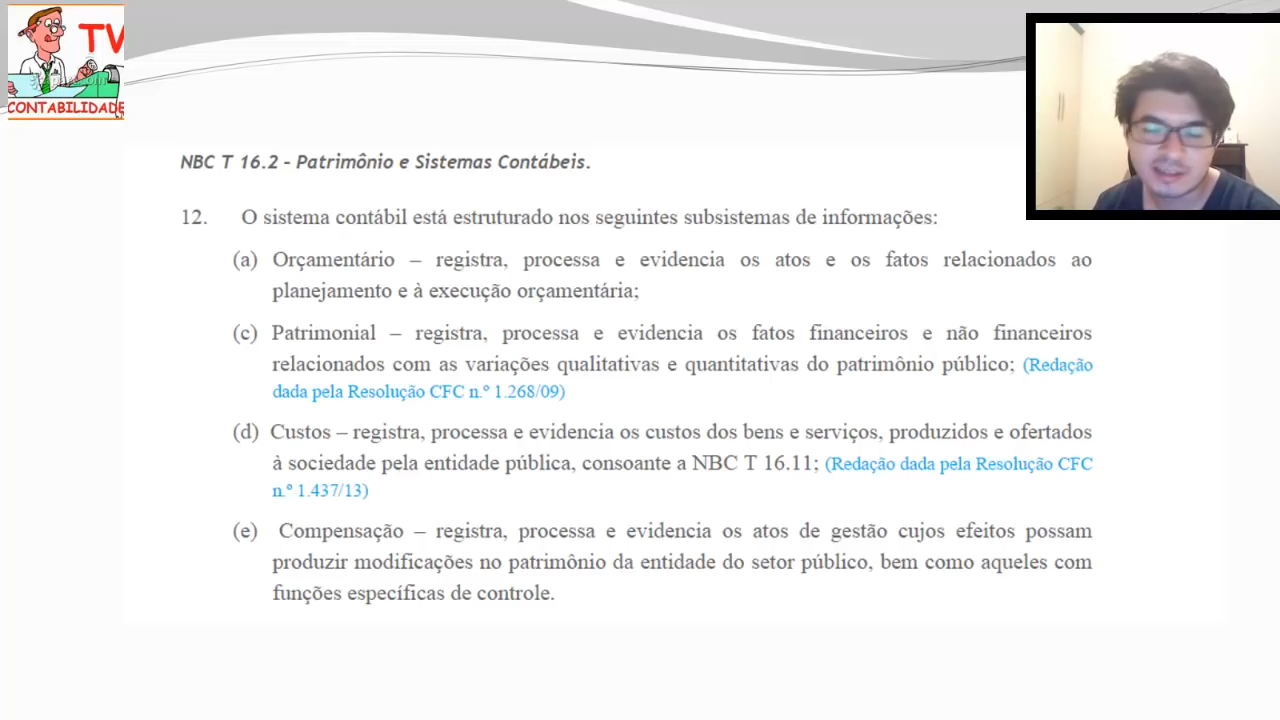 TV
CONTABILIDADE
NBC T 16.2 – Patrimônio e Sistemas Contábeis.
12. O sistema contábil está estruturado nos seguintes subsistemas de informações:
(a) Orçamentário – registra, processa e evidencia os atos e os fatos relacionados ao
planejamento e à execução orçamentária;
(c) Patrimonial – registra, processa e evidencia os fatos financeiros e não financeiros
relacionados com as variações qualitativas e quantitativas do patrimônio público; (Redação
dada pela Resolução CFC n.º 1.268/09)
(d) Custos – registra, processa e evidencia os custos dos bens e serviços, produzidos e ofertados
à sociedade pela entidade pública, consoante a NBC T 16.11; (Redação dada pela Resolução CFC
n.º 1.437/13)
(e) Compensação – registra, processa e evidencia os atos de gestão cujos efeitos possam
produzir modificações no patrimônio da entidade do setor público, bem como aqueles com
funções específicas de controle.